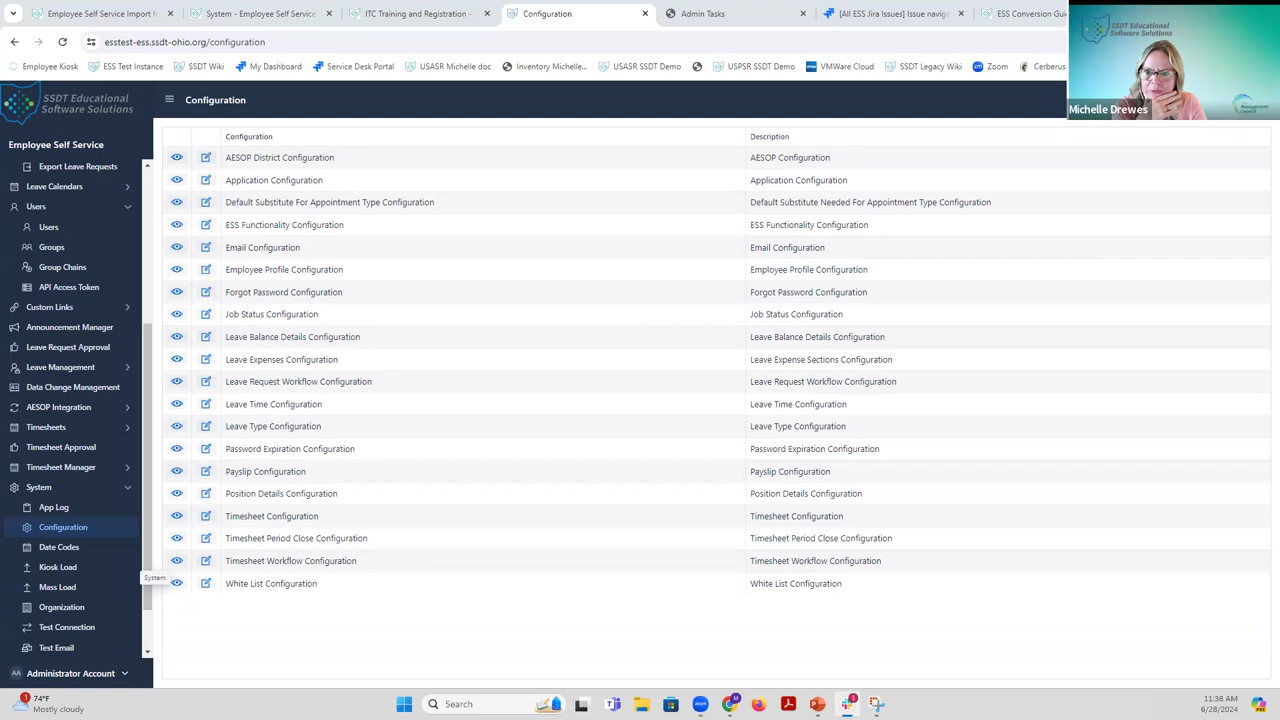 Employee Self Service Import f
System - Employee Self Service
ITC Training and Reporting -
Configuration
Admin Tasks
[All ESS Jira Issues] Issue navig
ESS Conversion Gui
esstest-ess.ssdt-ohio.org/configuration
Employee Kiosk
ESS Test Instance
SSDT Wiki
My Dashboard
Service Desk Portal
USASR Michelle doc
Inventory Michelle...
USASR SSDT Demo
USPSR SSDT Demo
VMWare Cloud
SSDT Legacy Wiki
Zoom
Cerberus
SSDT Educational
Software Solutions
Michelle Drewes
Management
Council
SSDT Educational
Software Solutions
Configuration
Employee Self Service
Export Leave Requests
Leave Calendars
Users
Users
Groups
Group Chains
API Access Token
Custom Links
Announcement Manager
Leave Request Approval
Leave Management
Data Change Management
AESOP Integration
Timesheets
Timesheet Approval
Timesheet Manager
System
App Log
Configuration
Date Codes
Kiosk Load
Mass Load
Organization
Test Connection
Test Email
AA Administrator Account
System
Configuration Description
AESOP District Configuration AESOP Configuration
Application Configuration Application Configuration
Default Substitute For Appointment Type Configuration Default Substitute Needed For Appointment Type Configuration
ESS Functionality Configuration ESS Functionality Configuration
Email Configuration Email Configuration
Employee Profile Configuration Employee Profile Configuration
Forgot Password Configuration Forgot Password Configuration
Job Status Configuration Job Status Configuration
Leave Balance Details Configuration Leave Balance Details Configuration
Leave Expenses Configuration Leave Expense Sections Configuration
Leave Request Workflow Configuration Leave Request Workflow Configuration
Leave Time Configuration Leave Time Configuration
Leave Type Configuration Leave Type Configuration
Password Expiration Configuration Password Expiration Configuration
Payslip Configuration Payslip Configuration
Position Details Configuration Position Details Configuration
Timesheet Configuration Timesheet Configuration
Timesheet Period Close Configuration Timesheet Period Close Configuration
Timesheet Workflow Configuration Timesheet Workflow Configuration
White List Configuration White List Configuration
1
74°F
Mostly cloudy
Search
11:38 AM
6/28/2024